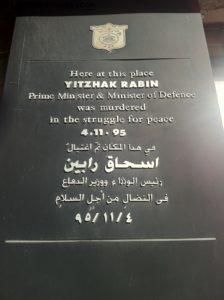 Here at this place
YITZHAK RABIN
Prime Minister & Minister of Defence
was murdered
in the struggle for peace
4.11.95
في هذا المكان تم اغتيال
اسحاق رابين
رئيس الوزراء ووزير الدفاع
في النضال من أجل السلام
٩٥/١١/٤